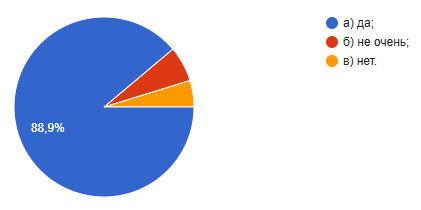 а) да;
б) не очень;
в) нет.
88,9%